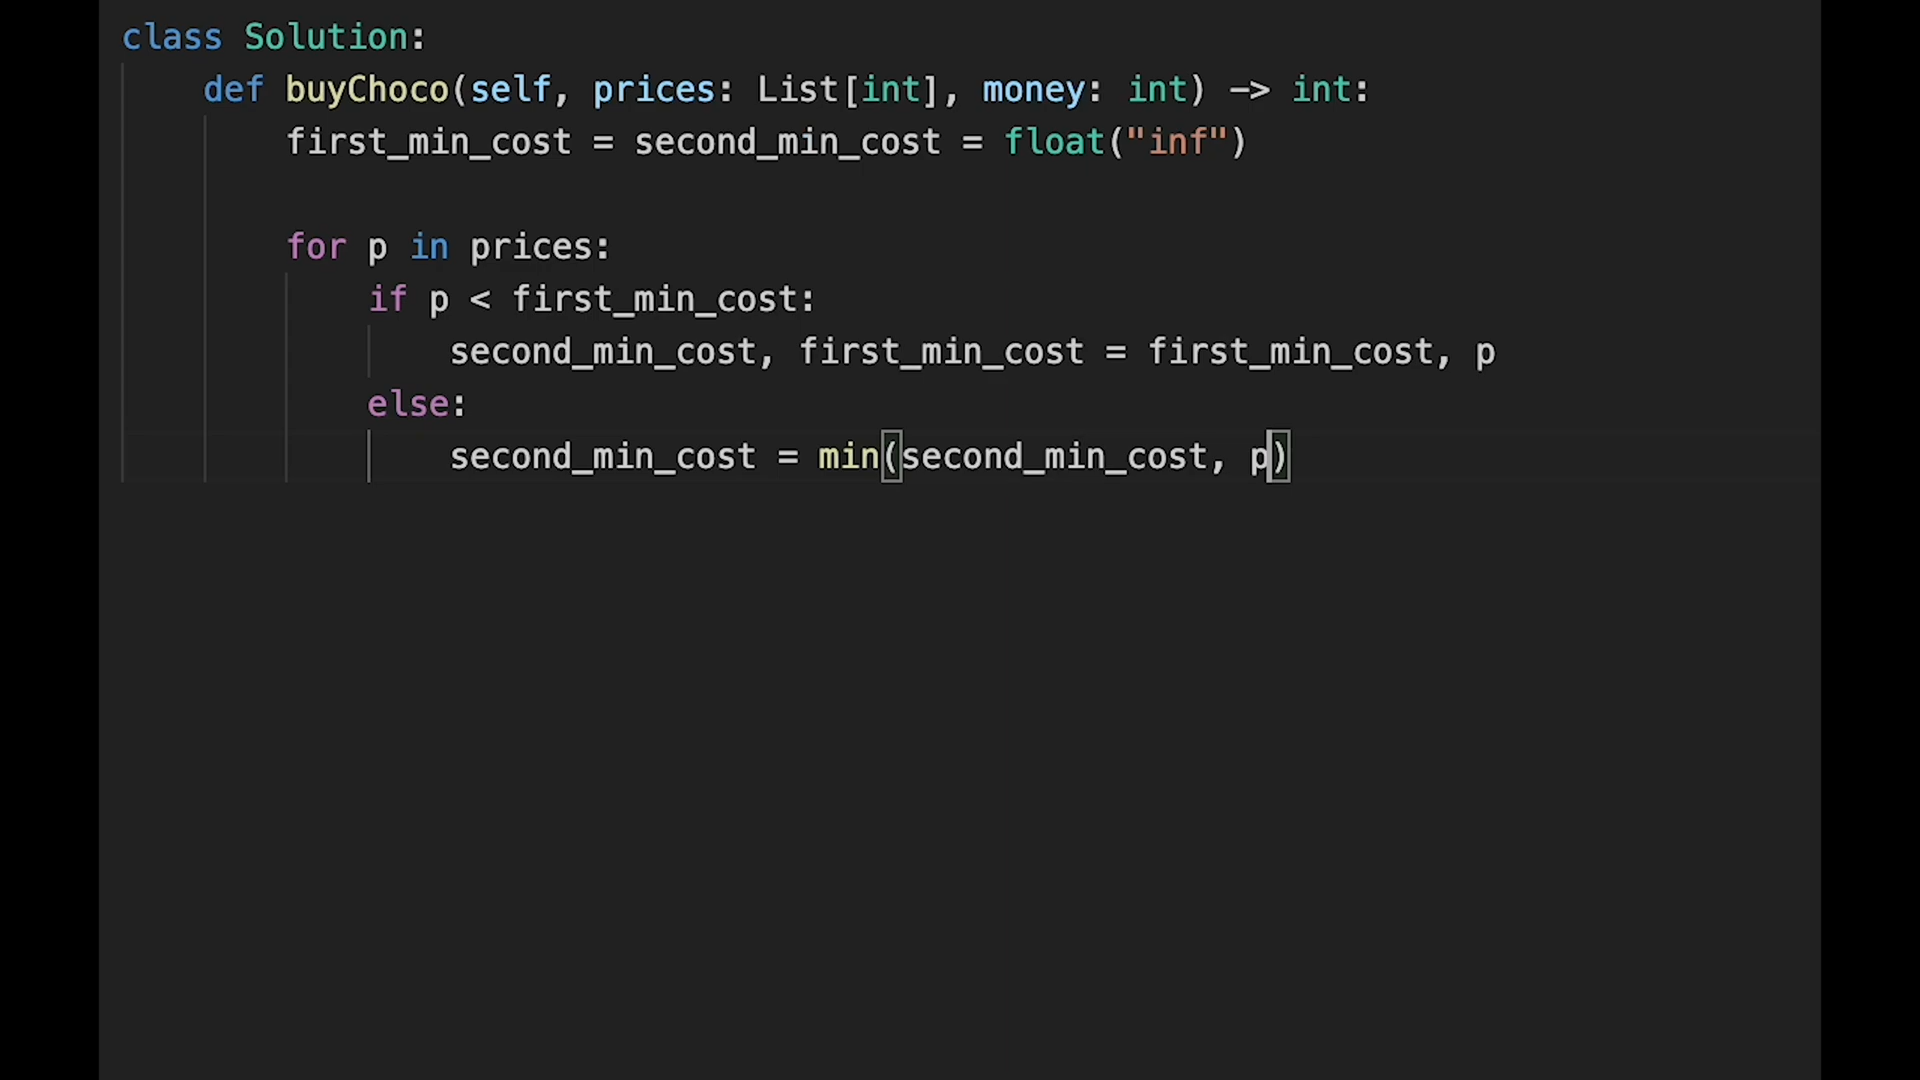 class Solution:
    def buyChoco(self, prices: List[int], money: int) -> int:
        first_min_cost = second_min_cost = float("inf")

        for p in prices:
            if p < first_min_cost:
                second_min_cost, first_min_cost = first_min_cost, p
            else:
                second_min_cost = min(second_min_cost, p)